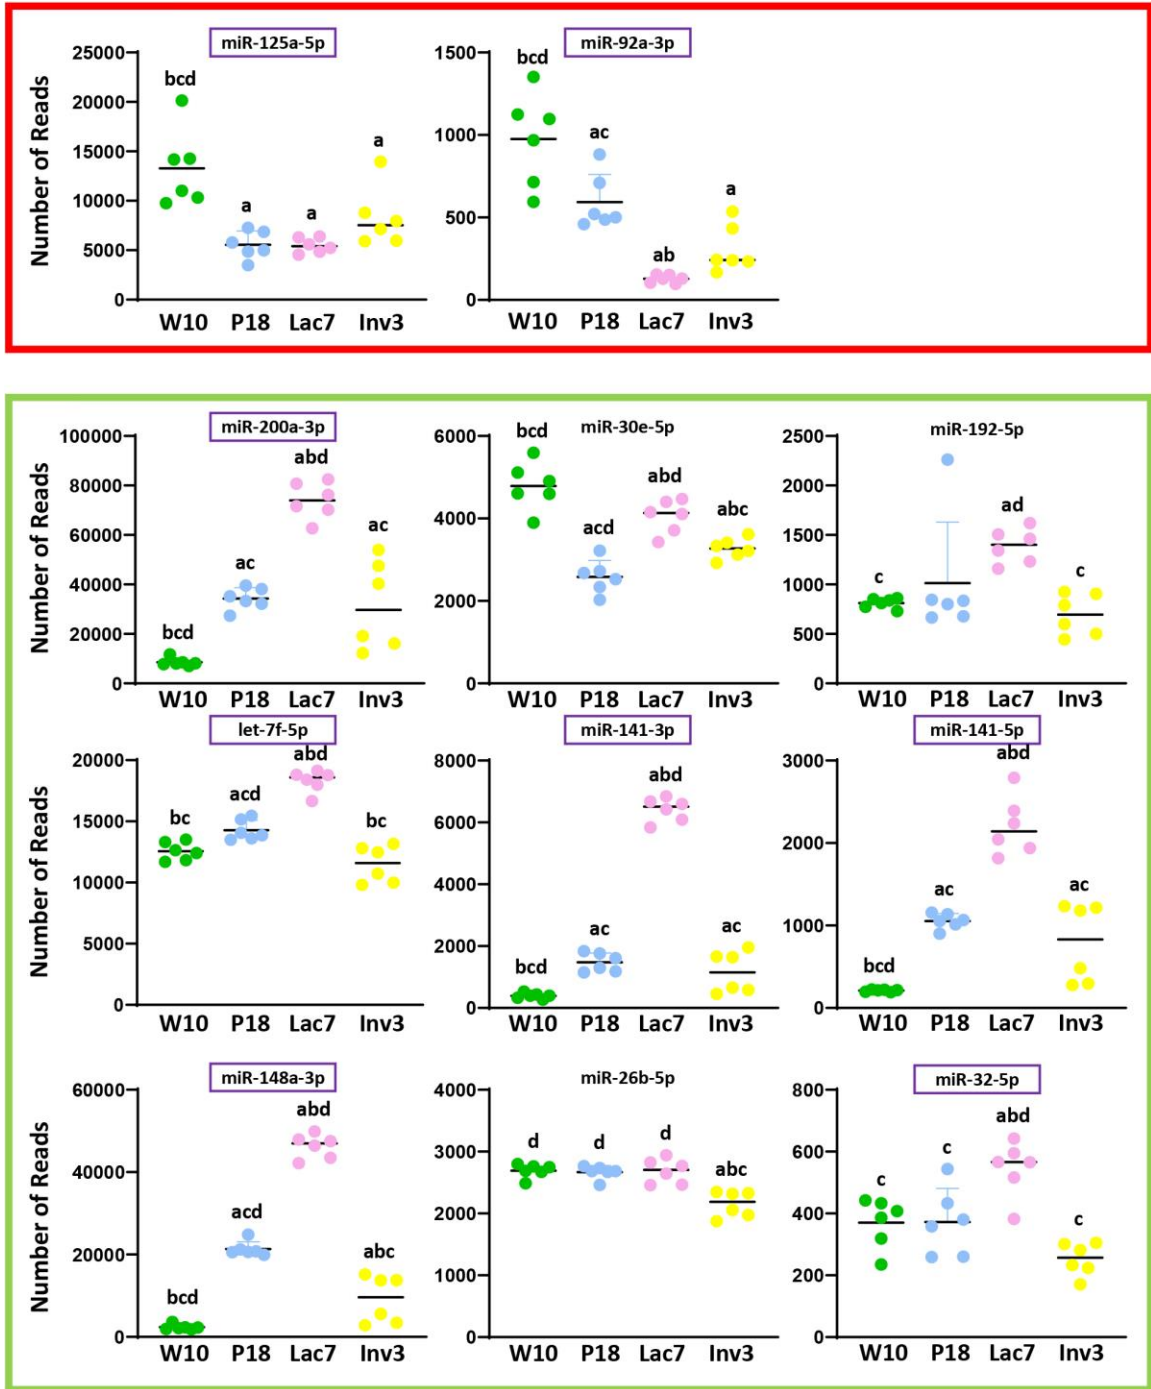 miR-125a-5p miR-92a-3p
25000 1500
bcd bcd
20000
15000 1000 ac
a a
10000 a a
500
5000 ab
0 0
Number of Reads
W10 P18 Lac7 Inv3 W10 P18 Lac7 Inv3
miR-200a-3p miR-30e-5p miR-192-5p
100000 6000 bcd 2500
abd abd
80000 2000
abc ad
60000 ac 4000 acd 1500
ac
40000 1000 c c
2000
20000 bcd 500
0 0 0
Number of Reads
W10 P18 Lac7 Inv3 W10 P18 Lac7 Inv3 W10 P18 Lac7 Inv3
let-7f-5p miR-141-3p miR-141-5p
20000 abd 8000 abd 3000 abd
acd
15000 bc bc 6000
2000
10000 4000
ac ac
1000
5000 2000 ac ac
bcd bcd
0 0 0
Number of Reads
W10 P18 Lac7 Inv3 W10 P18 Lac7 Inv3 W10 P18 Lac7 Inv3
miR-148a-3p miR-26b-5p miR-32-5p
60000 4000 800
abd abd
d d d
3000 600 c
40000 abc c
acd 2000 400 c
20000 abc
bcd 1000 200
0 0 0
Number of Reads
W10 P18 Lac7 Inv3 W10 P18 Lac7 Inv3 W10 P18 Lac7 Inv3